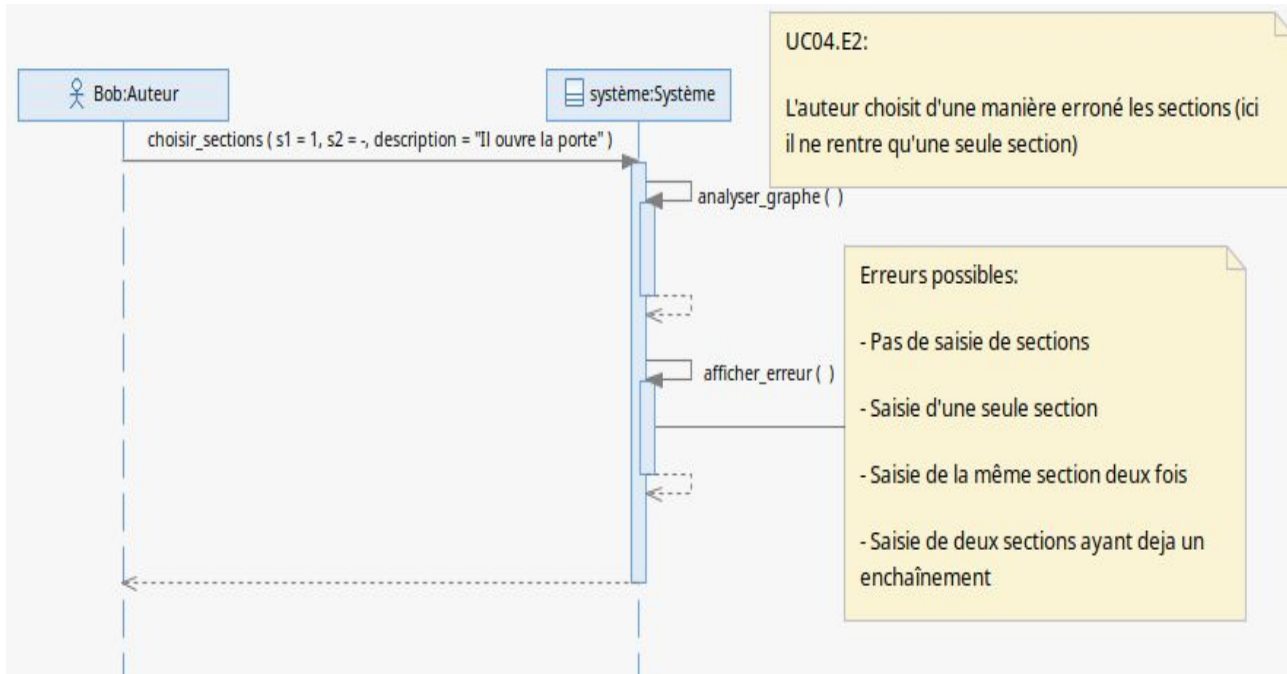 UC04.E2:
L'auteur choisit d'une manière erroné les sections (ici
il ne rentre qu'une seule section)
Bob:Auteur
système:Système
choisir_sections ( s1 = 1, s2 = -, description = "Il ouvre la porte" )
analyser_graphe (  )
afficher_erreur (  )
Erreurs possibles:
- Pas de saisie de sections
- Saisie d'une seule section
- Saisie de la même section deux fois
- Saisie de deux sections ayant deja un
enchaînement